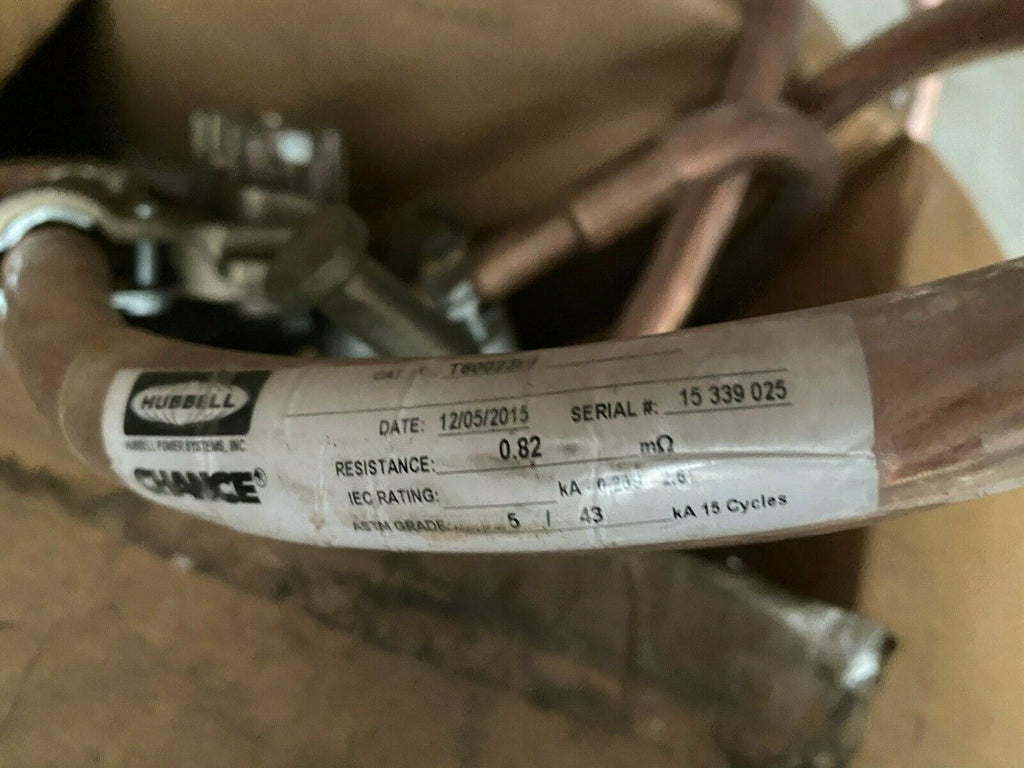 HUBBELL
HUBBELL POWER SYSTEMS, INC.
CHANCE®
CAT
DATE: 12/05/2015 SERIAL #: 15 339 025
RESISTANCE: 0.82 mΩ
IEC RATING: kA
ASTM GRADE: 5 / 43 kA 15 Cycles